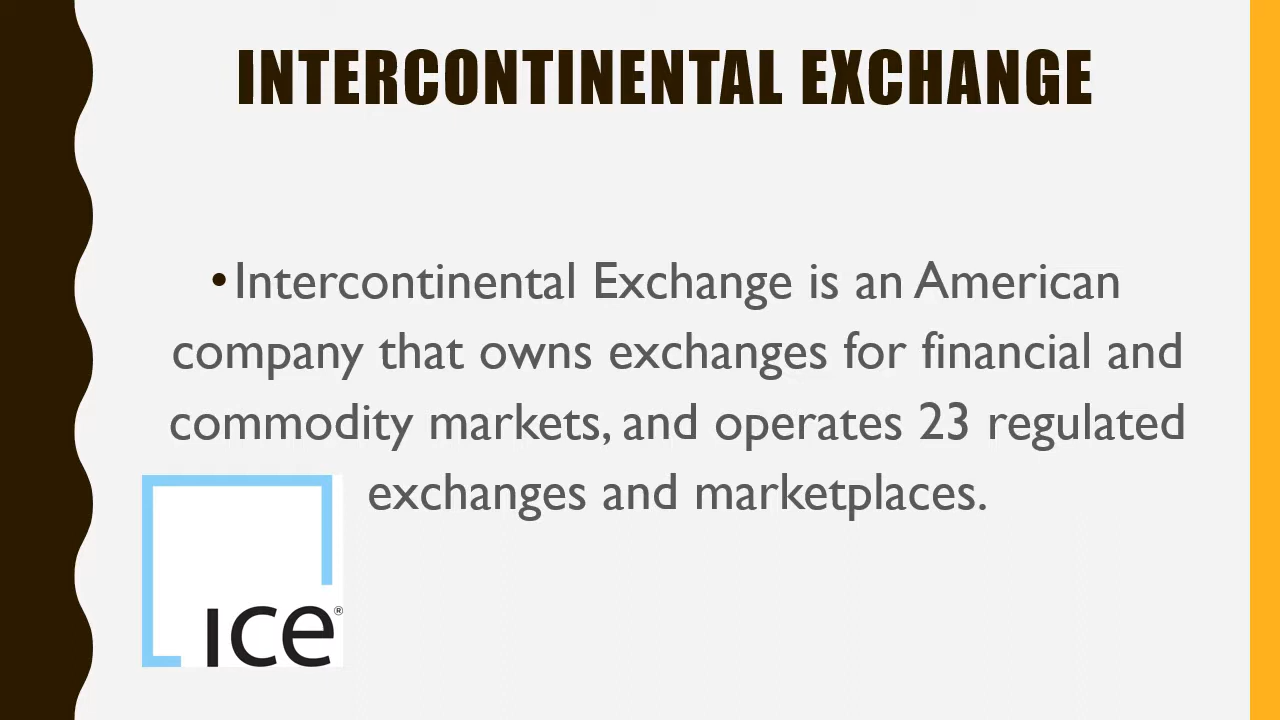 INTERCONTINENTAL EXCHANGE
•Intercontinental Exchange is an American
company that owns exchanges for financial and
commodity markets, and operates 23 regulated
exchanges and marketplaces.
ice®